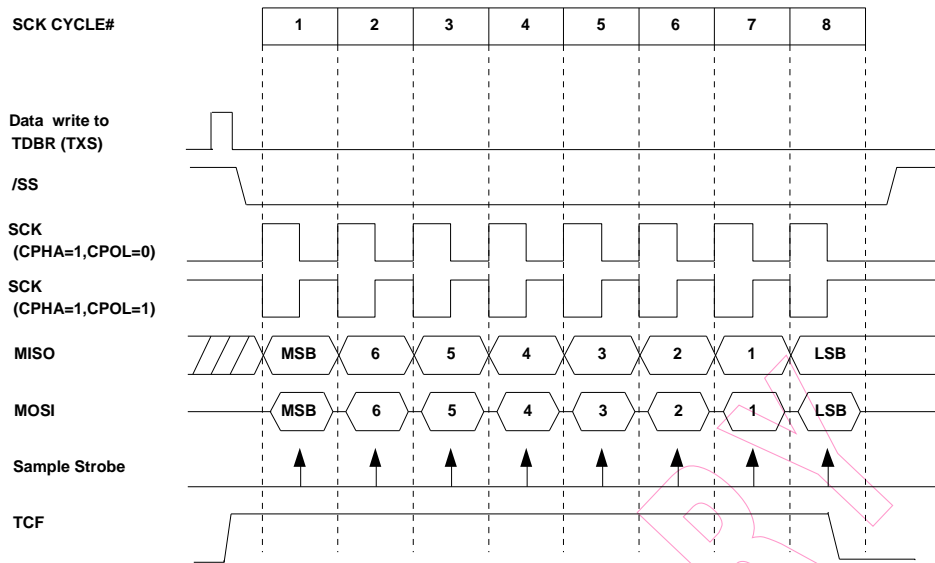 SCK CYCLE# 1 2 3 4 5 6 7 8
Data write to
TDBR (TXS)
/SS
SCK
(CPHA=1,CPOL=0)
SCK
(CPHA=1,CPOL=1)
MISO MSB 6 5 4 3 2 1 LSB
MOSI MSB 6 5 4 3 2 1 LSB
Sample Strobe
TCF